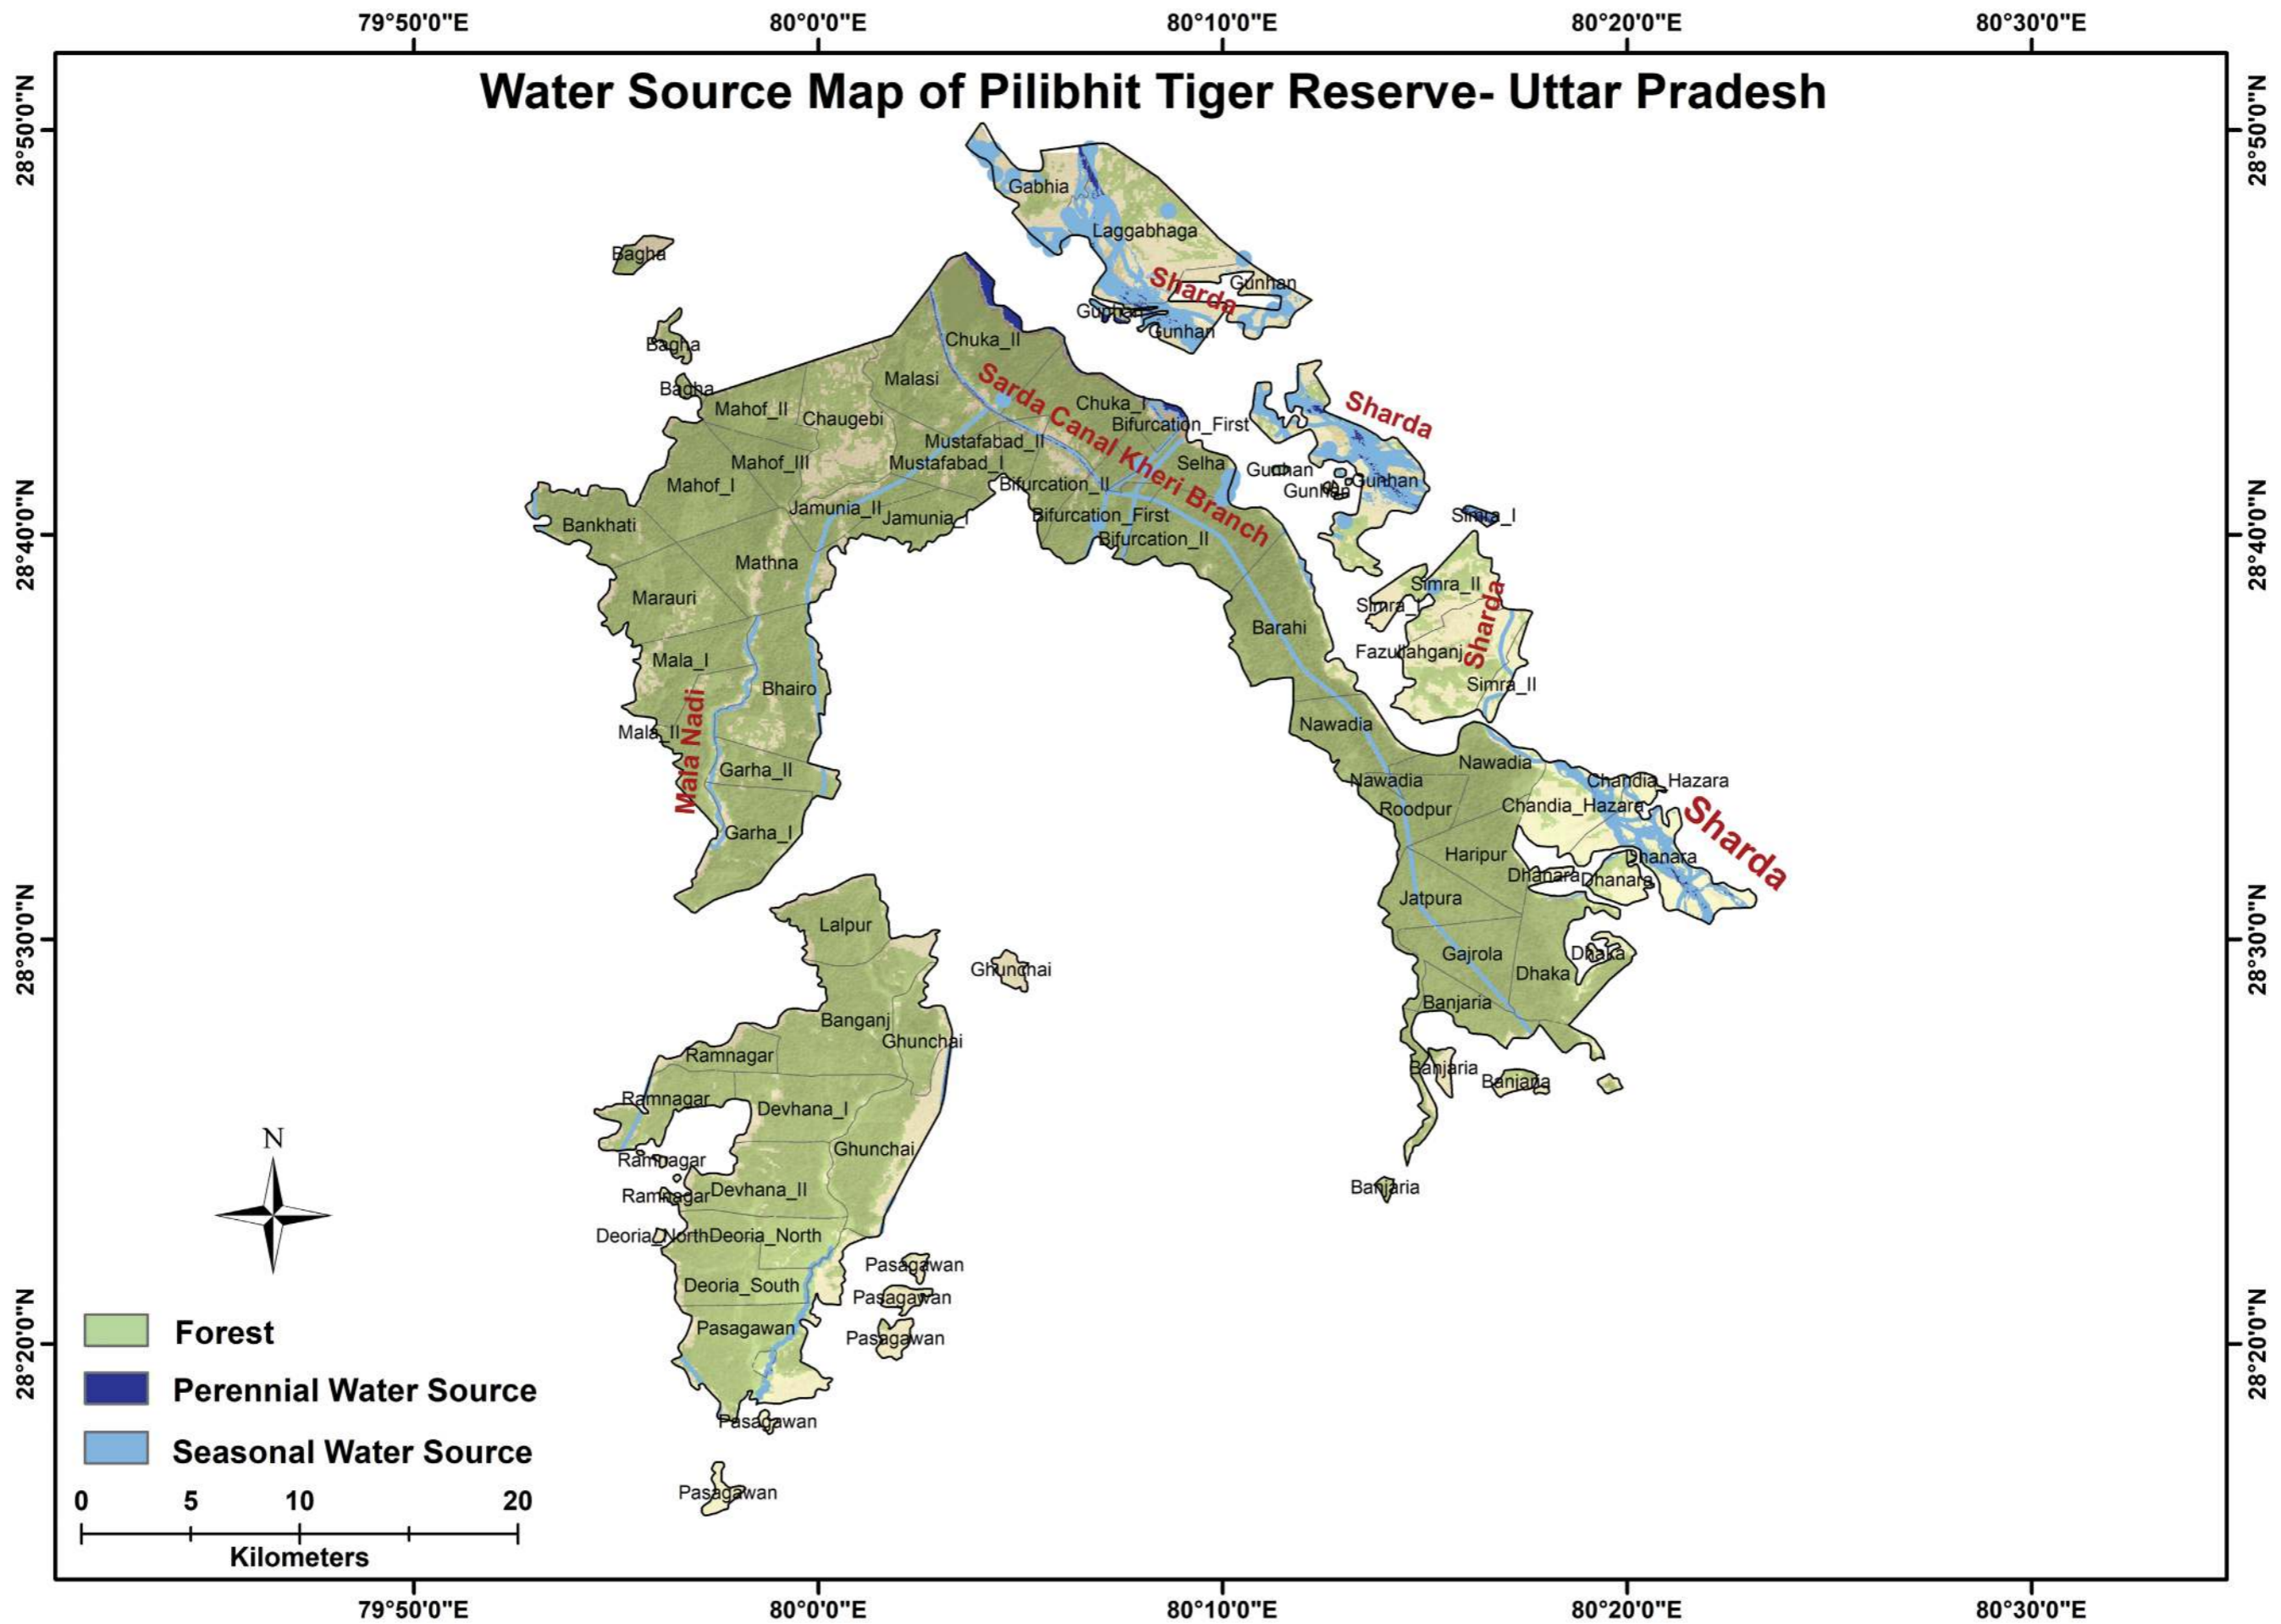 79°50'0"E 80°0'0"E 80°10'0"E 80°20'0"E 80°30'0"E
Water Source Map of Pilibhit Tiger Reserve- Uttar Pradesh
28°50'0"N 28°50'0"N
Gabhia
Laggabhaga
Bagha
Sharda
Gunhan
Gunhan
Gunhan
Chuka_II
Bagha
Malasi
Sarda Canal Kheri Branch
Bagha
Sharda
Mahof_II
Chuka_I
Chaugebi
Bifurcation_First
Mustafabad_II
Mahof_III
Mustafabad_I
Selha
Gunhan
Mahof_I
Bifurcation_II
Gunhan
Gunhan
Jamunia_II
Jamunia_I
Bifurcation_First
Simra_I
Bankhati
28°40'0"N 28°40'0"N
Bifurcation_II
Mathna
Simra_II
Marauri
Simra_I
Sharda
Barahi
Fazullahganj
Mala_I
Simra_II
Bhairo
Nawadia
Mala_II
Mala Nadi
Nawadia
Garha_II
Nawadia
Chandia_Hazara
Chandia_Hazara
Roodpur
Garha_I
Sharda
Haripur
Dhanara
Dhanara
Dhanara
Jatpura
Lalpur
28°30'0"N 28°30'0"N
Gajrola
Dhaka
Ghunchai
Dhaka
Banjaria
Banganj
Ghunchai
Ramnagar
Banjaria
Banjaria
Ramnagar
Devhana_I
Ghunchai
N
Ramnagar
Banjaria
Ramnagar
Devhana_II
Deoria_North
Deoria_North
Pasagawan
Deoria_South
Pasagawan
Pasagawan
Pasagawan
28°20'0"N 28°20'0"N
Forest
Perennial Water Source
Pasagawan
Seasonal Water Source
Pasagawan
0 5 10 20
Kilometers
79°50'0"E 80°0'0"E 80°10'0"E 80°20'0"E 80°30'0"E